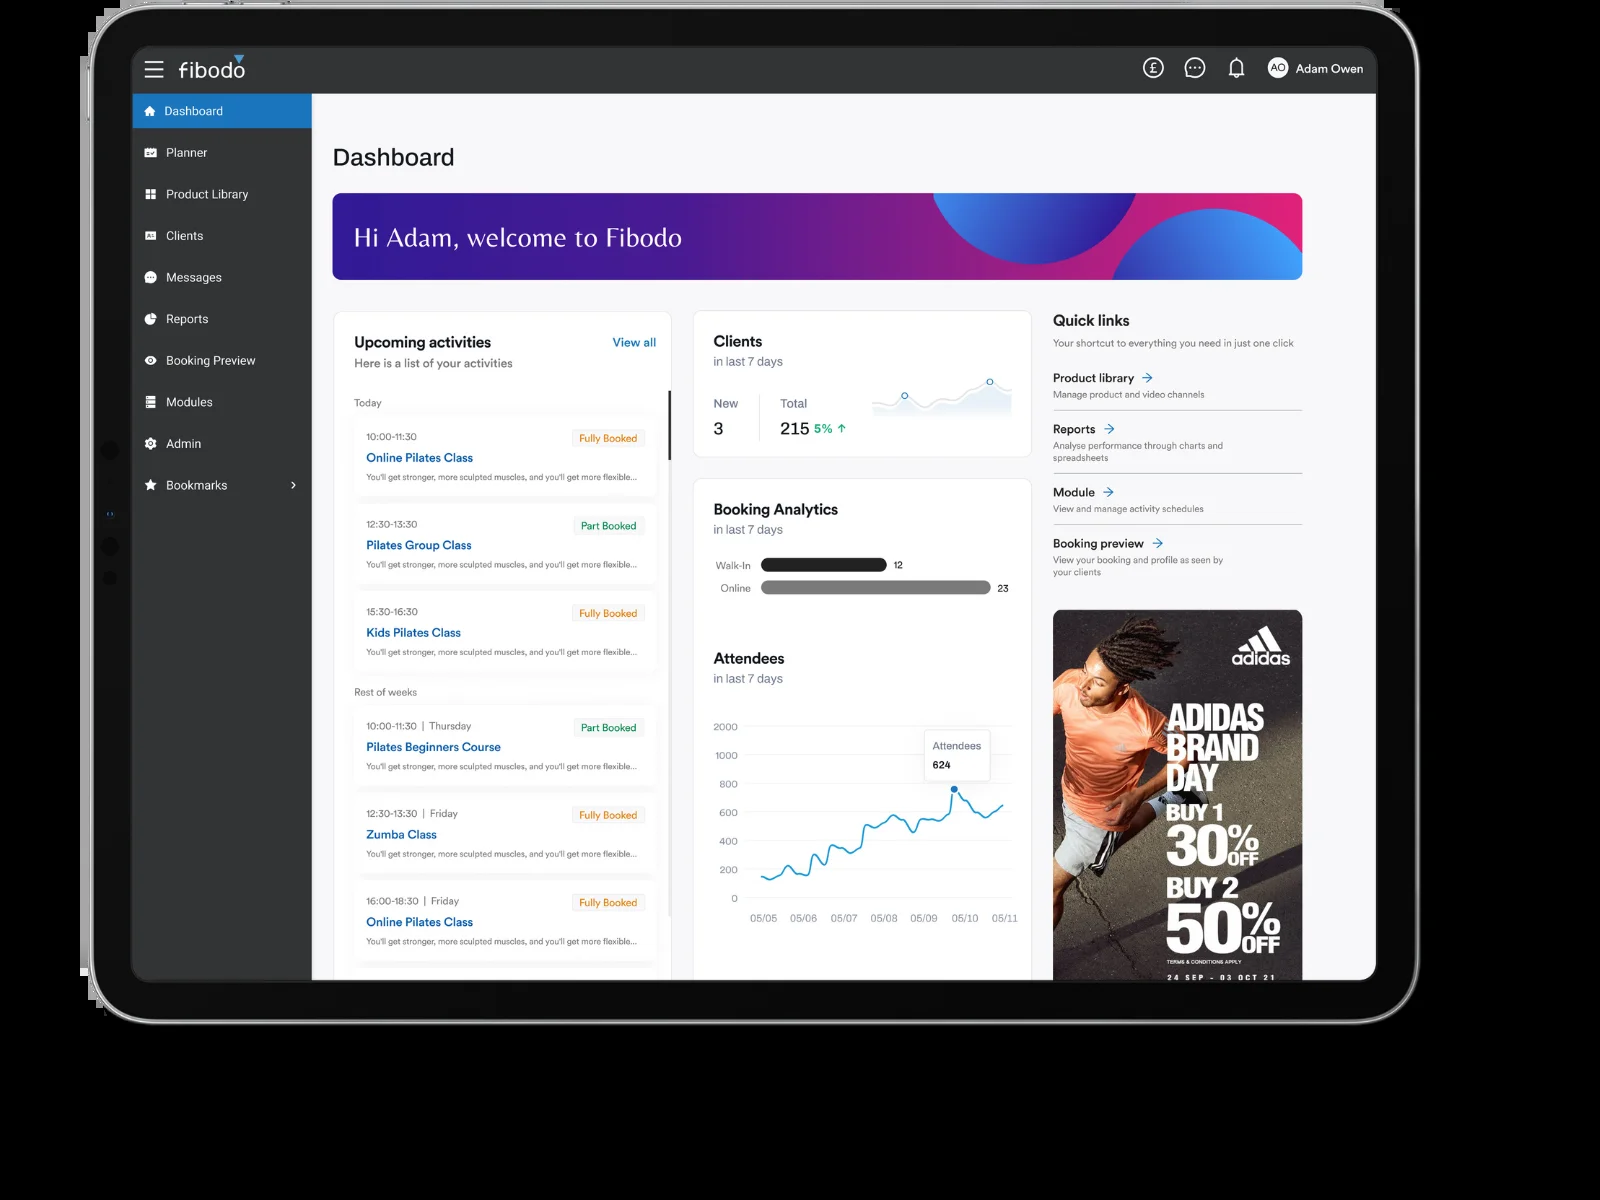 fibodo
£
AO
Adam Owen
Dashboard
Planner
Product Library
Clients
Messages
Reports
Booking Preview
Modules
Admin
Bookmarks
Dashboard
Hi Adam, welcome to Fibodo
Upcoming activities
View all
Here is a list of your activities
Today
10:00-11:30
Fully Booked
Online Pilates Class
You'll get stronger, more sculpted muscles, and you'll get more flexible...
12:30-13:30
Part Booked
Pilates Group Class
You'll get stronger, more sculpted muscles, and you'll get more flexible...
15:30-16:30
Fully Booked
Kids Pilates Class
You'll get stronger, more sculpted muscles, and you'll get more flexible...
Rest of weeks
10:00-11:30 | Thursday
Part Booked
Pilates Beginners Course
You'll get stronger, more sculpted muscles, and you'll get more flexible...
12:30-13:30 | Friday
Fully Booked
Zumba Class
You'll get stronger, more sculpted muscles, and you'll get more flexible...
16:00-18:30 | Friday
Fully Booked
Online Pilates Class
You'll get stronger, more sculpted muscles, and you'll get more flexible...
Clients
in last 7 days
New
3
Total
215 5% ↑
Booking Analytics
in last 7 days
Walk-In 12
Online 23
Attendees
in last 7 days
2000
1000
800
600
400
200
0
Attendees
624
05/05 05/06 05/07 05/08 05/09 05/10 05/11
Quick links
Your shortcut to everything you need in just one click
Product library →
Manage product and video channels
Reports →
Analyse performance through charts and
spreadsheets
Module →
View and manage activity schedules
Booking preview →
View your booking and profile as seen by
your clients
adidas
ADIDAS
BRAND
DAY
BUY 1
30% OFF
BUY 2
50% OFF
TERMS & CONDITIONS APPLY
24 SEP - 03 OCT 21